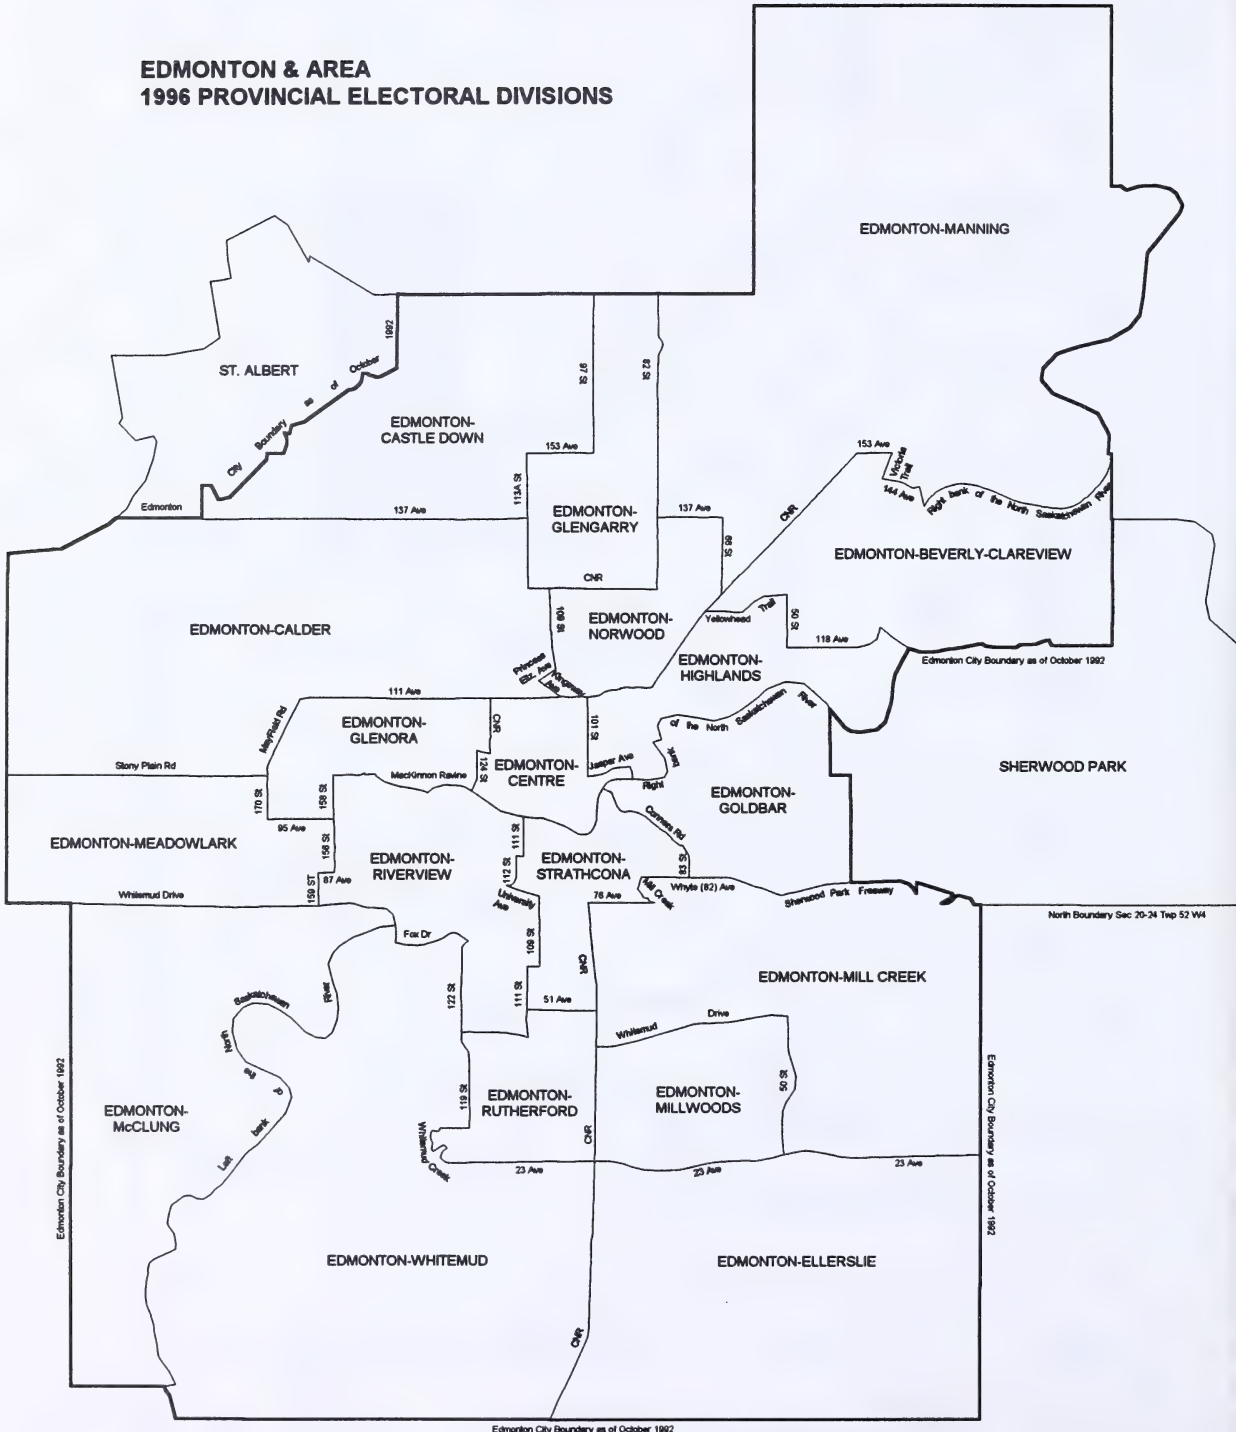 EDMONTON & AREA
1996 PROVINCIAL ELECTORAL DIVISIONS
EDMONTON-MANNING
1992
ST. ALBERT
City Boundary as of October
97 St
82 St
EDMONTON-
CASTLE DOWN
153 Ave
153 Ave
Victoria
Trail
144 Ave
Right bank of the North Saskatchewan River
113A St
Edmonton
137 Ave
EDMONTON-
GLENGARRY
137 Ave
CNR
66 St
EDMONTON-BEVERLY-CLAREVIEW
CNR
109 St
EDMONTON-
NORWOOD
Yellowhead Trail
50 St
118 Ave
EDMONTON-CALDER
Princess
Eliz. Ave
Kingsway
Ave
EDMONTON-
HIGHLANDS
Edmonton City Boundary as of October 1992
111 Ave
Mayfield Rd
EDMONTON-
GLENORA
CNR
101 St
Right bank of the North Saskatchewan River
Stony Plain Rd
MacKinnon Ravine
124 St
EDMONTON-
CENTRE
Jasper Ave
SHERWOOD PARK
170 St
158 St
EDMONTON-
GOLDBAR
95 Ave
Connors Rd
EDMONTON-MEADOWLARK
156 St
EDMONTON-
RIVERVIEW
111 St
112 St
EDMONTON-
STRATHCONA
83 St
159 ST
87 Ave
Whitemud Drive
University
Ave
76 Ave
Mill Creek
Whyte (82) Ave
Sherwood Park Freeway
North Boundary Sec 20-24 Twp 52 W4
Fox Dr
109 St
CNR
EDMONTON-MILL CREEK
122 St
111 St
51 Ave
Whitemud Drive
Left bank of the North Saskatchewan River
50 St
Edmonton City Boundary as of October 1992
EDMONTON-
McCLUNG
119 St
EDMONTON-
RUTHERFORD
EDMONTON-
MILLWOODS
Edmonton City Boundary as of October 1992
Whitemud Creek
CNR
23 Ave
23 Ave
23 Ave
EDMONTON-WHITEMUD
EDMONTON-ELLERSLIE
CNR
Edmonton City Boundary as of October 1992